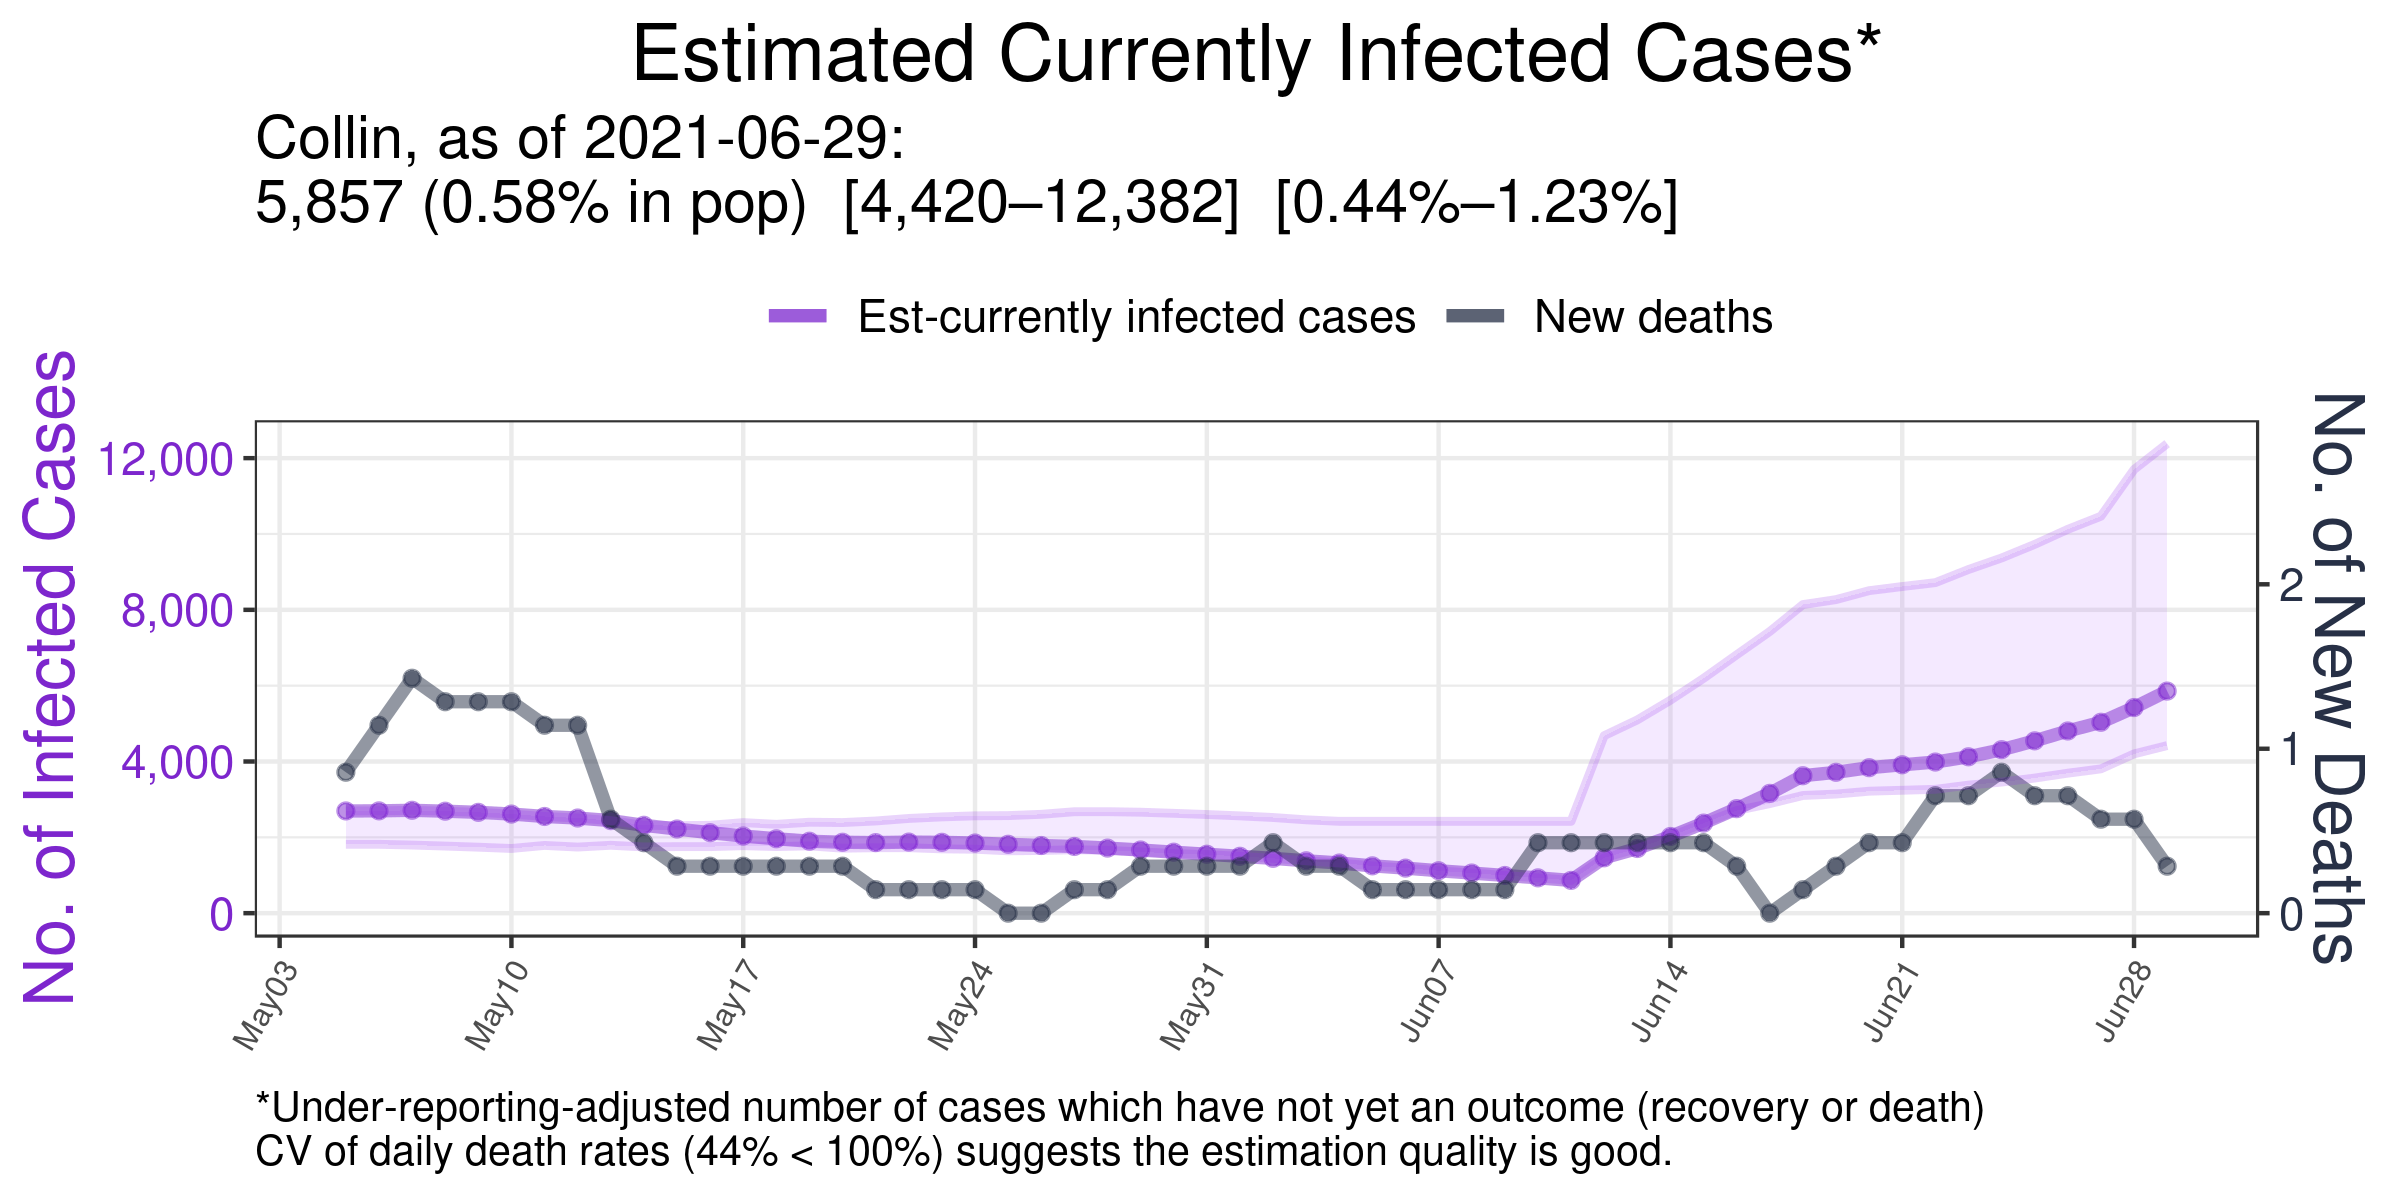 Estimated Currently Infected Cases*
Collin, as of 2021-06-29:
5,857 (0.58% in pop)  [4,420–12,382]  [0.44%–1.23%]
Est-currently infected cases
New deaths
No. of Infected Cases
12,000
8,000
4,000
0
No. of New Deaths
2
1
0
May03
May10
May17
May24
May31
Jun07
Jun14
Jun21
Jun28
*Under-reporting-adjusted number of cases which have not yet an outcome (recovery or death)
CV of daily death rates (44% < 100%) suggests the estimation quality is good.